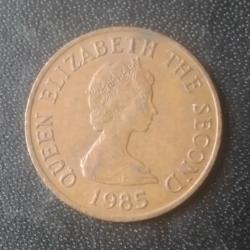 QUEEN ELIZABETH THE SECOND
1985